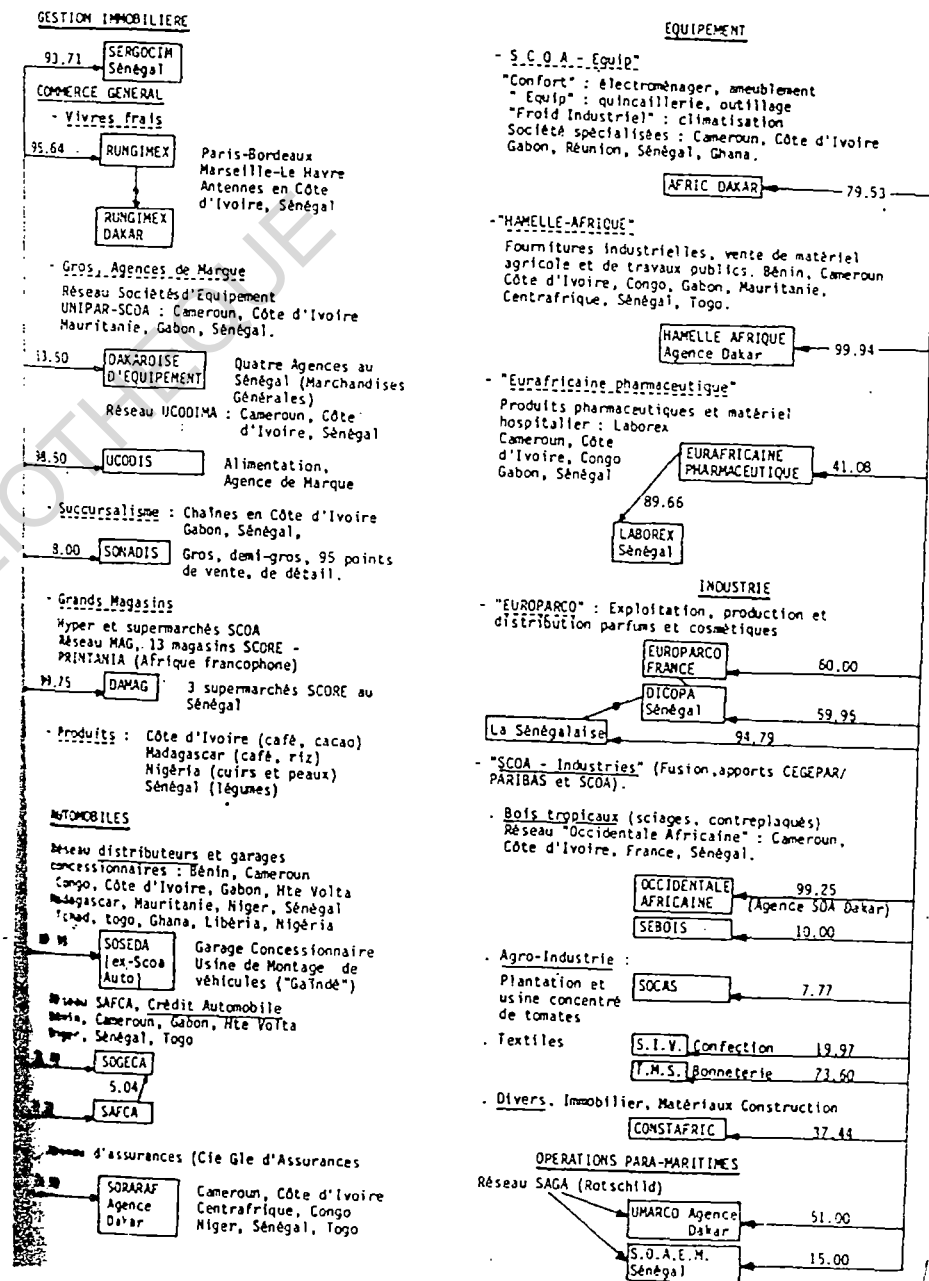 GESTION IMMOBILIERE
93.71
SERGOCIM
Sénégal
COMMERCE GENERAL
- Vivres frais
95.64
RUNGIMEX
Paris-Bordeaux
Marseille-Le Havre
Antennes en Côte
d'Ivoire, Sénégal
RUNGIMEX
DAKAR
- Gros, Agences de Marque
Réseau Sociétésd'Equipement
UNIPAR-SCOA : Cameroun, Côte d'Ivoire
Mauritanie, Gabon, Sénégal.
DAKAROISE
D'EQUIPEMENT
Quatre Agences au
Sénégal (Marchandises
Générales)
Réseau UCODIMA : Cameroun, Côte
d'Ivoire, Sénégal
UCODIS
Alimentation,
Agence de Marque
- Succursalisme : Chaînes en Côte d'Ivoire
Gabon, Sénégal,
8.00
SONADIS
Gros, demi-gros, 95 points
de vente, de détail.
- Grands Magasins
Hyper et supermarchés SCOA
Réseau MAG, 13 magasins SCORE -
PRINTANIA (Afrique francophone)
DAMAG
3 supermarchés SCORE au
Sénégal
- Produits : Côte d'Ivoire (café, cacao)
Madagascar (café, riz)
Nigéria (cuirs et peaux)
Sénégal (légumes)
AUTOMOBILES
Réseau distributeurs et garages
concessionnaires : Bénin, Cameroun
Congo, Côte d'Ivoire, Gabon, Hte Volta
Madagascar, Mauritanie, Niger, Sénégal
Tchad, togo, Ghana, Libéria, Nigéria
SOSEDA
(ex-Scoa
Auto)
Garage Concessionnaire
Usine de Montage de
véhicules ("Gaïndé")
Réseau SAFCA, Crédit Automobile
Bénin, Cameroun, Gabon, Hte Volta
Niger, Sénégal, Togo
SOGECA
5.04
SAFCA
d'assurances (Cie Gle d'Assurances
SORARAF
Agence
Dakar
Cameroun, Côte d'Ivoire
Centrafrique, Congo
Niger, Sénégal, Togo
EQUIPEMENT
- S C O A - Equip"
"Confort" : électroménager, ameublement
" Equip" : quincaillerie, outillage
"Froid Industriel" : climatisation
Société spécialisées : Cameroun, Côte d'Ivoire
Gabon, Réunion, Sénégal, Ghana.
AFRIC DAKAR
79.53
-"HAMELLE-AFRIQUE"
Fournitures industrielles, vente de matériel
agricole et de travaux publics. Bénin, Cameroun
Côte d'Ivoire, Congo, Gabon, Mauritanie,
Centrafrique, Sénégal, Togo.
HAMELLE AFRIQUE
Agence Dakar
99.94
- "Eurafricaine pharmaceutique"
Produits pharmaceutiques et matériel
hospitalier : Laborex
Cameroun, Côte
d'Ivoire, Congo
Gabon, Sénégal
EURAFRICAINE
PHARMACEUTIQUE
41.08
89.66
LABOREX
Sénégal
INDUSTRIE
- "EUROPARCO" : Exploitation, production et
distribution parfums et cosmétiques
EUROPARCO
FRANCE
60.00
DICOPA
Sénégal
59.95
La Sénégalaise
94.79
- "SCOA - Industries" (Fusion,apports CEGEPAR/
PARIBAS et SCOA).
. Bois tropicaux (sciages, contreplaqués)
Réseau "Occidentale Africaine" : Cameroun,
Côte d'Ivoire, France, Sénégal.
OCCIDENTALE
AFRICAINE
99.25
(Agence SOA Dakar)
SEBOIS
10.00
. Agro-Industrie :
Plantation et
usine concentré
de tomates
SOCAS
7.77
. Textiles
S.I.V. Confection 19.97
T.M.S. Bonneterie 73.60
. Divers. Immobilier, Matériaux Construction
CONSTAFRIC
37.44
OPERATIONS PARA-MARITIMES
Réseau SAGA (Rotschild)
UMARCO Agence
Dakar
51.00
S.O.A.E.M.
Sénégal
15.00